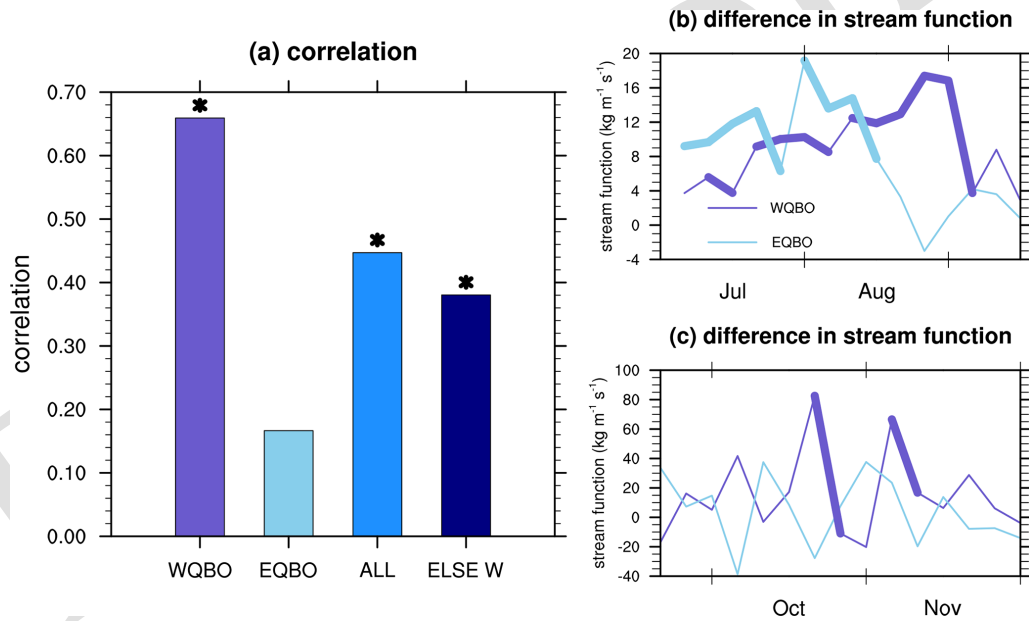 (a) correlation
correlation
0.70
0.60
0.50
0.40
0.30
0.20
0.10
0.00
*
*
*
WQBO EQBO ALL ELSE W
(b) difference in stream function
stream function (kg m⁻¹ s⁻¹)
20
16
12
8
4
0
-4
WQBO
EQBO
Jul Aug
(c) difference in stream function
stream function (kg m⁻¹ s⁻¹)
100
80
60
40
20
0
-20
-40
Oct Nov